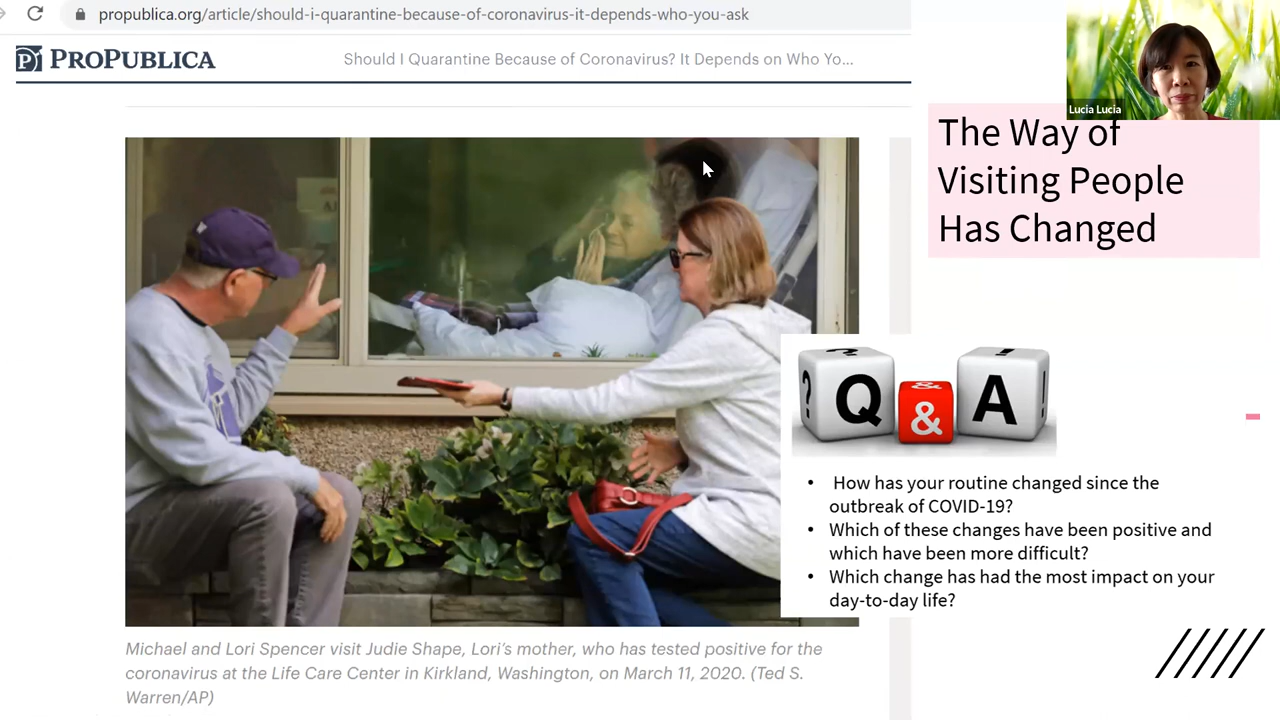 propublica.org/article/should-i-quarantine-because-of-coronavirus-it-depends-who-you-ask
PROPUBLICA
Should I Quarantine Because of Coronavirus? It Depends on Who Yo...
Lucia Lucia
The Way of
Visiting People
Has Changed
Q & A
• How has your routine changed since the
outbreak of COVID-19?
• Which of these changes have been positive and
which have been more difficult?
• Which change has had the most impact on your
day-to-day life?
Michael and Lori Spencer visit Judie Shape, Lori's mother, who has tested positive for the
coronavirus at the Life Care Center in Kirkland, Washington, on March 11, 2020. (Ted S.
Warren/AP)